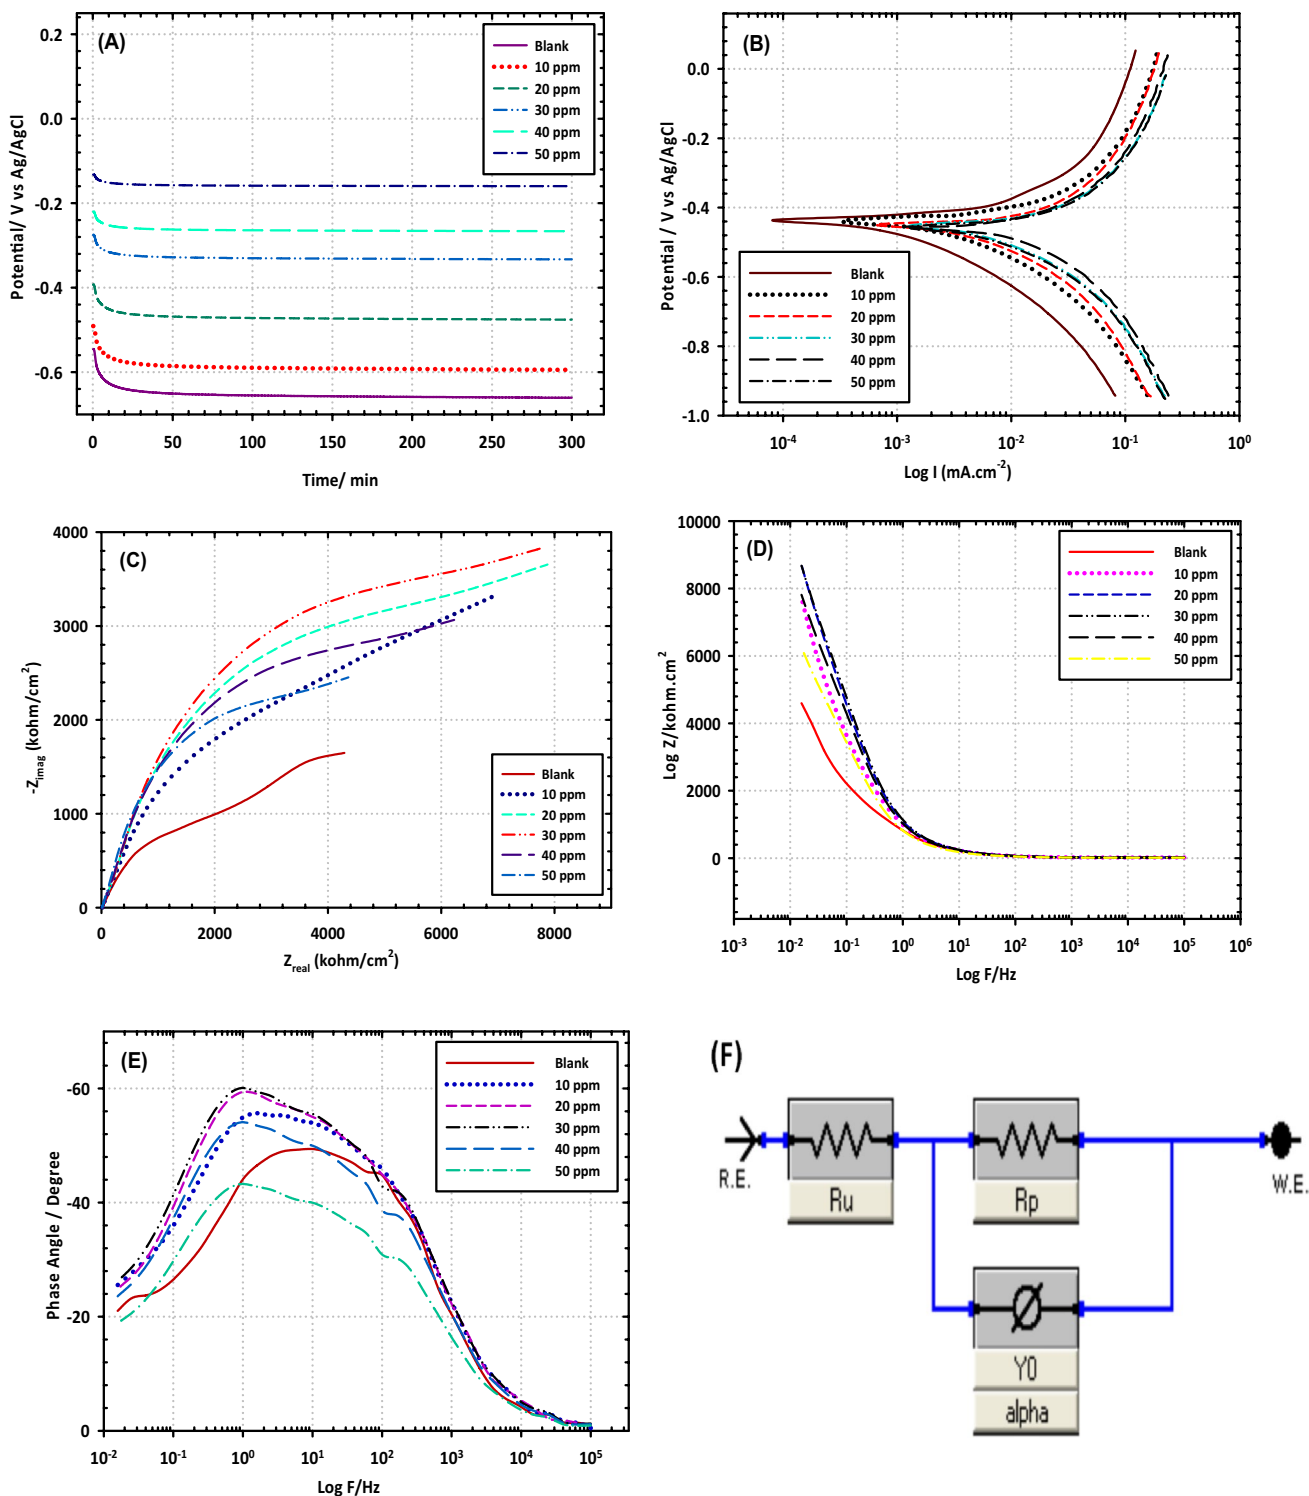 (A)
0.2
0.0
-0.2
-0.4
-0.6
Potential/ V vs Ag/AgCl
0 50 100 150 200 250 300
Time/ min
Blank
10 ppm
20 ppm
30 ppm
40 ppm
50 ppm
(B)
0.0
-0.2
-0.4
-0.6
-0.8
-1.0
Potential / V vs Ag/AgCl
10⁻⁴ 10⁻³ 10⁻² 10⁻¹ 10⁰
Log I (mA.cm⁻²)
Blank
10 ppm
20 ppm
30 ppm
40 ppm
50 ppm
(C)
4000
3000
2000
1000
0
-Zimag (kohm/cm²)
0 2000 4000 6000 8000
Zreal (kohm/cm²)
Blank
10 ppm
20 ppm
30 ppm
40 ppm
50 ppm
(D)
10000
8000
6000
4000
2000
0
Log Z/kohm.cm²
10⁻³ 10⁻² 10⁻¹ 10⁰ 10¹ 10² 10³ 10⁴ 10⁵ 10⁶
Log F/Hz
Blank
10 ppm
20 ppm
30 ppm
40 ppm
50 ppm
(E)
-60
-40
-20
0
Phase Angle / Degree
10⁻² 10⁻¹ 10⁰ 10¹ 10² 10³ 10⁴ 10⁵
Log F/Hz
Blank
10 ppm
20 ppm
30 ppm
40 ppm
50 ppm
(F)
R.E.
Ru
Rp
W.E.
Y0
alpha